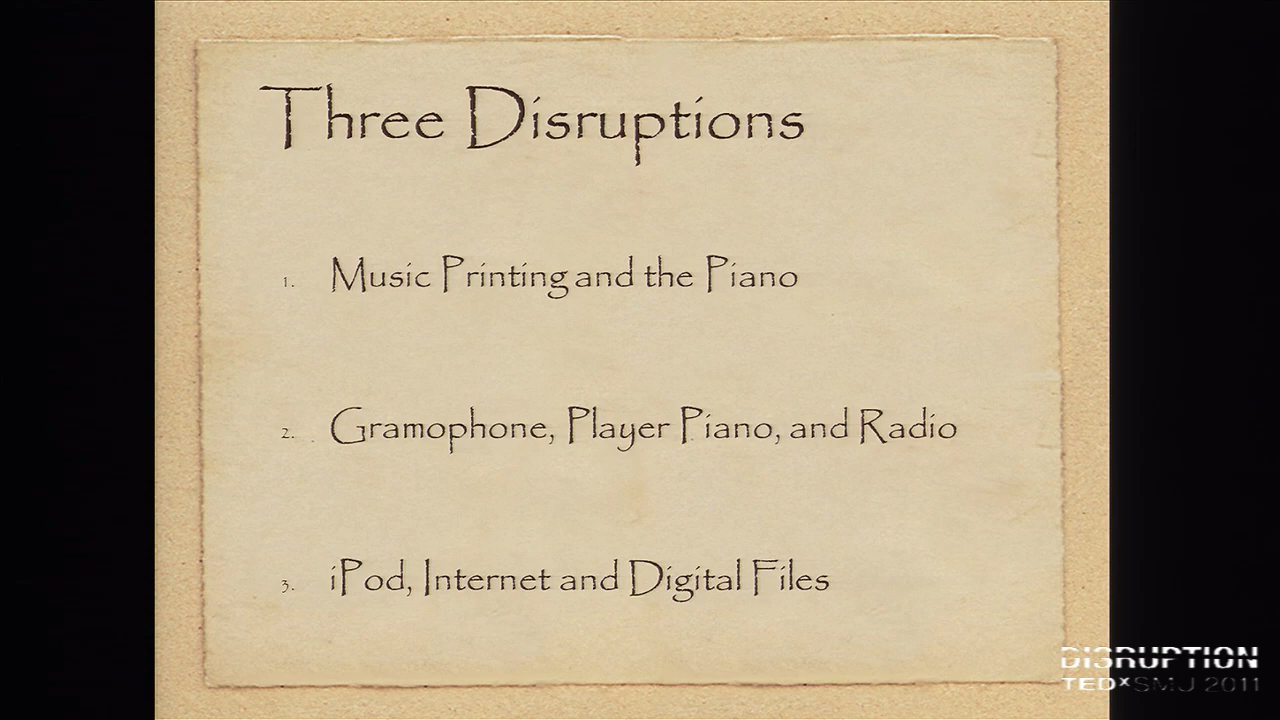 Three Disruptions
1. Music Printing and the Piano
2. Gramophone, Player Piano, and Radio
3. iPod, Internet and Digital Files
DISRUPTION
TEDxSMU 2011